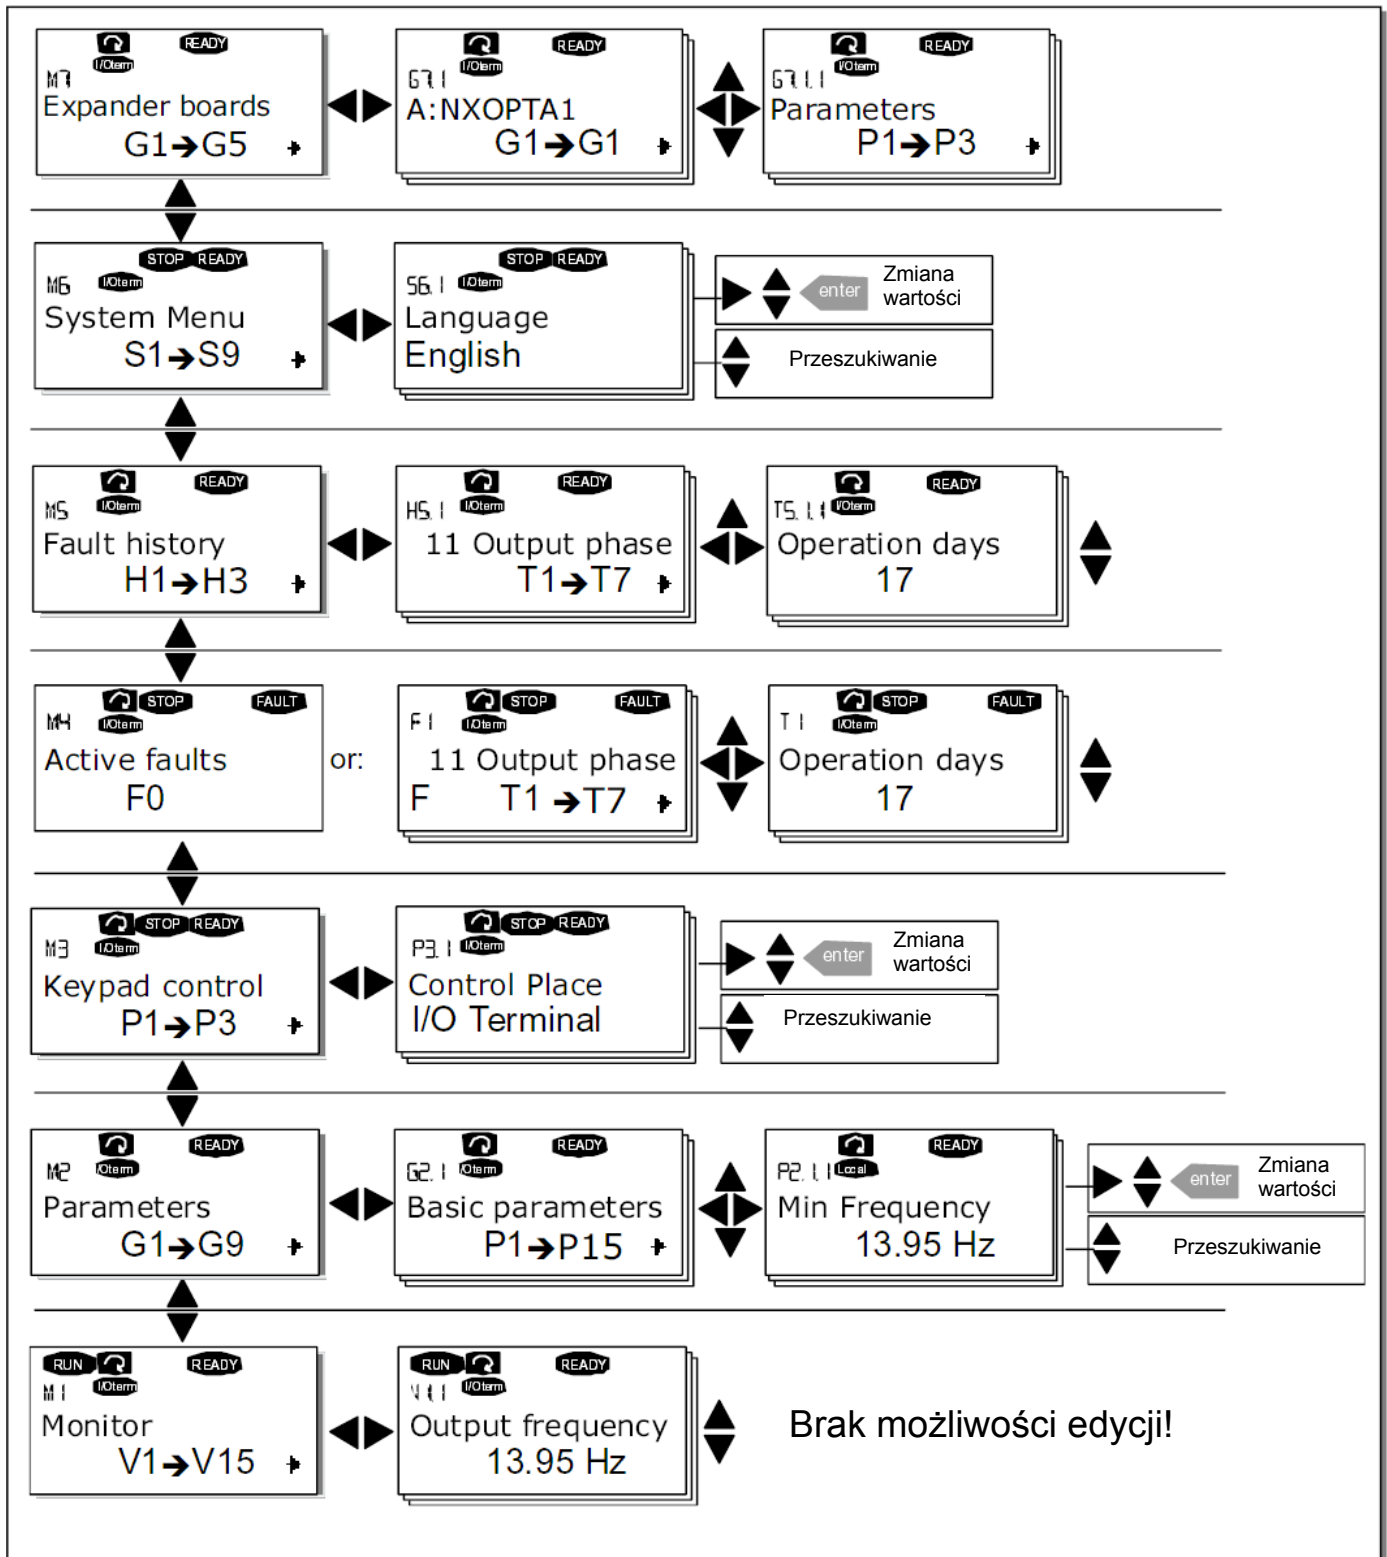 READY
I/Oterm
M7
Expander boards
G1➔G5
READY
I/Oterm
G7.1
A:NXOPTA1
G1➔G1
READY
I/Oterm
G7.1.1
Parameters
P1➔P3
STOP READY
I/Oterm
M6
System Menu
S1➔S9
STOP READY
I/Oterm
S6.1
Language
English
enter
Zmiana
wartości
Przeszukiwanie
READY
I/Oterm
M5
Fault history
H1➔H3
READY
I/Oterm
H5.1
11 Output phase
T1➔T7
READY
I/Oterm
T5.1.1
Operation days
17
STOP FAULT
I/Oterm
M4
Active faults
F0
or:
STOP FAULT
I/Oterm
F1
11 Output phase
F T1➔T7
STOP FAULT
I/Oterm
T1
Operation days
17
STOP READY
I/Oterm
M3
Keypad control
P1➔P3
STOP READY
I/Oterm
P3.1
Control Place
I/O Terminal
enter
Zmiana
wartości
Przeszukiwanie
READY
I/Oterm
M2
Parameters
G1➔G9
READY
I/Oterm
G2.1
Basic parameters
P1➔P15
READY
Local
P2.1.1
Min Frequency
13.95 Hz
enter
Zmiana
wartości
Przeszukiwanie
RUN READY
I/Oterm
M1
Monitor
V1➔V15
RUN READY
I/Oterm
V1.1
Output frequency
13.95 Hz
Brak możliwości edycji!